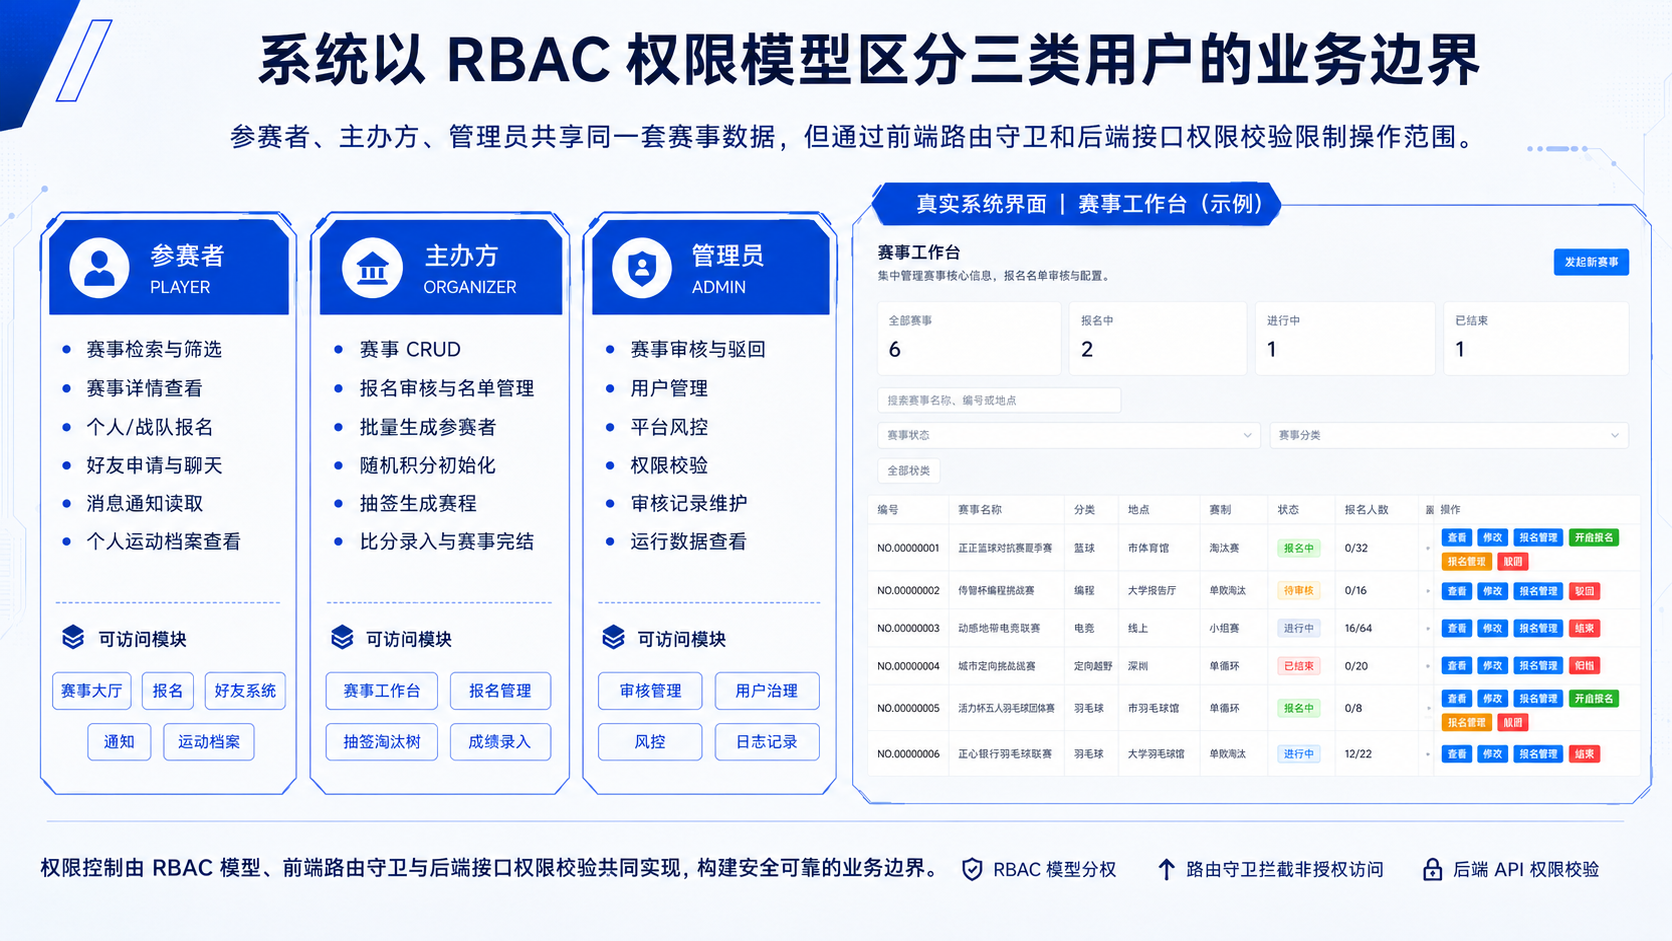 系统以 RBAC 权限模型区分三类用户的业务边界
参赛者、主办方、管理员共享同一套赛事数据，但通过前端路由守卫和后端接口权限校验限制操作范围。
参赛者
PLAYER
赛事检索与筛选
赛事详情查看
个人/战队报名
好友申请与聊天
消息通知读取
个人运动档案查看
可访问模块
赛事大厅 报名 好友系统
通知 运动档案
主办方
ORGANIZER
赛事 CRUD
报名审核与名单管理
批量生成参赛者
随机积分初始化
抽签生成赛程
比分录入与赛事完结
可访问模块
赛事工作台 报名管理
抽签淘汰树 成绩录入
管理员
ADMIN
赛事审核与驳回
用户管理
平台风控
权限校验
审核记录维护
运行数据查看
可访问模块
审核管理 用户治理
风控 日志记录
真实系统界面 | 赛事工作台（示例）
赛事工作台
集中管理赛事核心信息，报名名单审核与配置。
发起新赛事
全部赛事 报名中 进行中 已结束
6 2 1 1
搜索赛事名称、编号或地点
赛事状态 赛事分类
全部状类
编号 赛事名称 分类 地点 赛制 状态 报名人数 操作
NO.00000001 正正篮球对抗赛夏季赛 篮球 市体育馆 淘汰赛 报名中 0/32 查看 修改 报名管理 开启报名
报名管理
NO.00000002 编程挑战赛 编程 大学报告厅 单败淘汰 待审核 0/16 查看 修改 报名管理 驳回
NO.00000003 动感地带电竞联赛 电竞 线上 小组赛 进行中 16/64 查看 修改 报名管理 结束
NO.00000004 城市定向挑战赛 定向越野 深圳 单循环 已结束 0/20 查看 修改 报名管理
NO.00000005 活力杯五人羽毛球团体赛 羽毛球 市羽毛球馆 单循环 报名中 0/8 查看 修改 报名管理 开启报名
报名管理
NO.00000006 正心银行羽毛球联赛 羽毛球 大学羽毛球馆 单败淘汰 进行中 12/22 查看 修改 报名管理 结束
权限控制由 RBAC 模型、前端路由守卫与后端接口权限校验共同实现，构建安全可靠的业务边界。
RBAC 模型分权
路由守卫拦截非授权访问
后端 API 权限校验